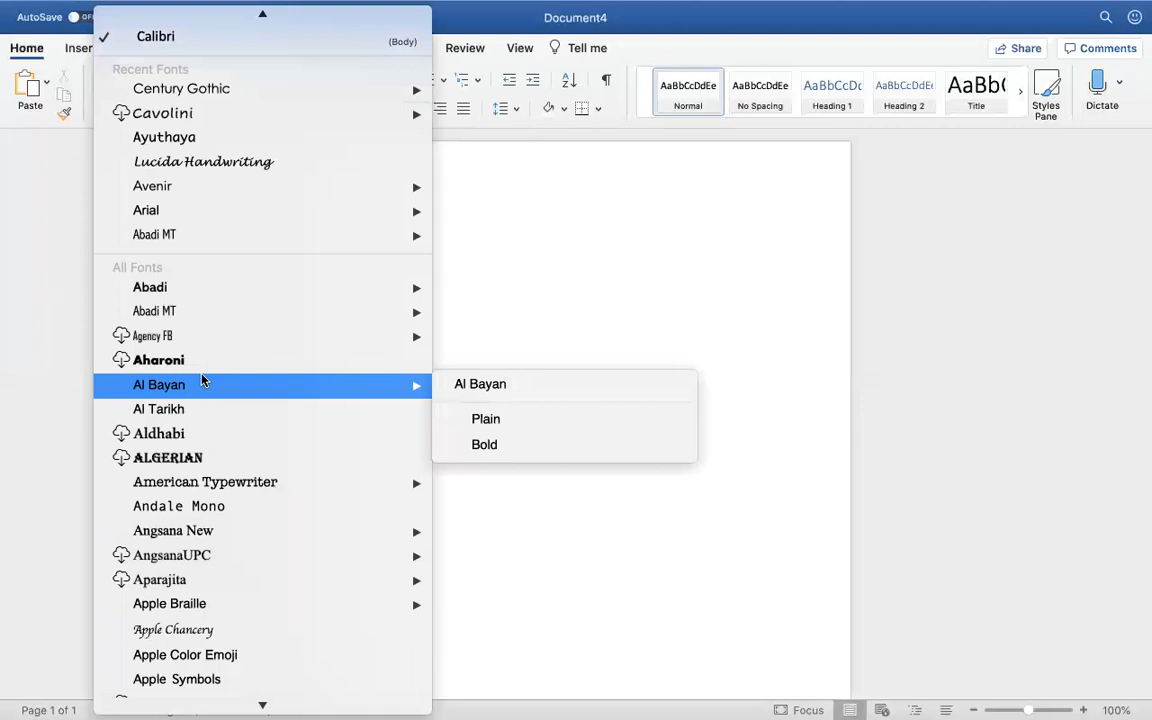 AutoSave OFF
Document4
Home Inser Review View Tell me Share Comments
Paste
AaBbCcDdEe AaBbCcDdEe AaBbCcDc AaBbCcDdEe AaBb(
Normal No Spacing Heading 1 Heading 2 Title
Styles
Pane
Dictate
Calibri (Body)
Recent Fonts
Century Gothic
Cavolini
Ayuthaya
Lucida Handwriting
Avenir
Arial
Abadi MT
All Fonts
Abadi
Abadi MT
Agency FB
Aharoni
Al Bayan
Al Tarikh
Aldhabi
ALGERIAN
American Typewriter
Andale Mono
Angsana New
AngsanaUPC
Aparajita
Apple Braille
Apple Chancery
Apple Color Emoji
Apple Symbols
Al Bayan
Plain
Bold
Page 1 of 1
Focus
100%